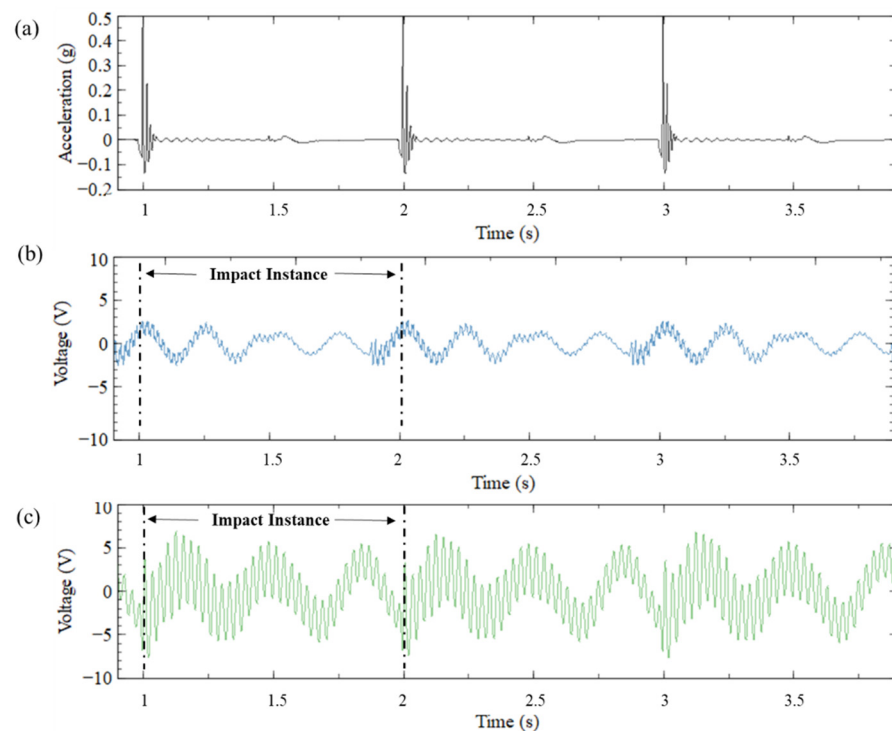 (a)
Acceleration (g)
0.5
0.4
0.3
0.2
0.1
0
−0.1
−0.2
1 1.5 2 2.5 3 3.5
Time (s)
(b)
Voltage (V)
10
5
0
−5
−10
Impact Instance
1 1.5 2 2.5 3 3.5
Time (s)
(c)
Voltage (V)
10
5
0
−5
−10
Impact Instance
1 1.5 2 2.5 3 3.5
Time (s)